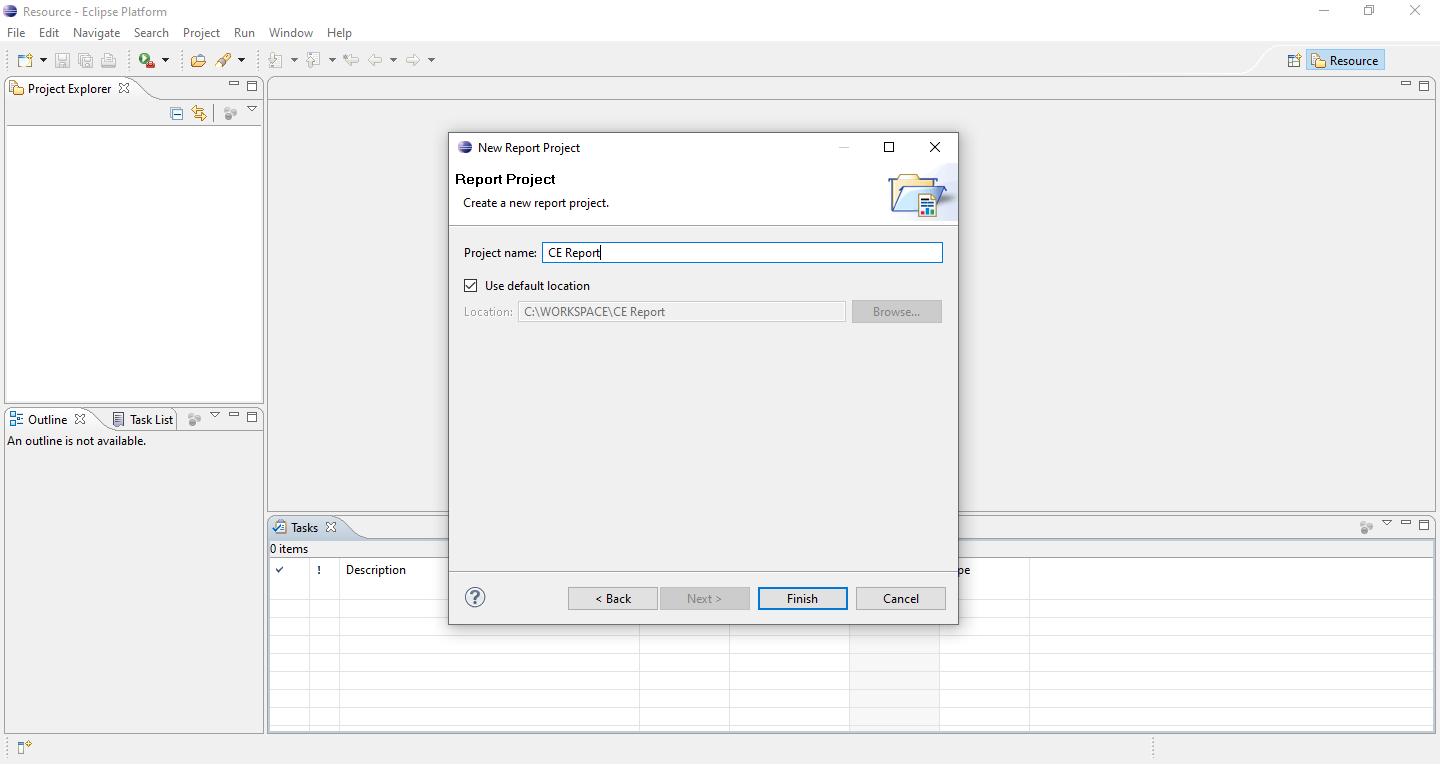 Resource - Eclipse Platform
File Edit Navigate Search Project Run Window Help
Resource
Project Explorer
New Report Project
Report Project
Create a new report project.
Project name: CE Report
Use default location
Location: C:\WORKSPACE\CE Report Browse...
Outline Task List
An outline is not available.
Tasks
0 items
! Description pe
? < Back Next > Finish Cancel